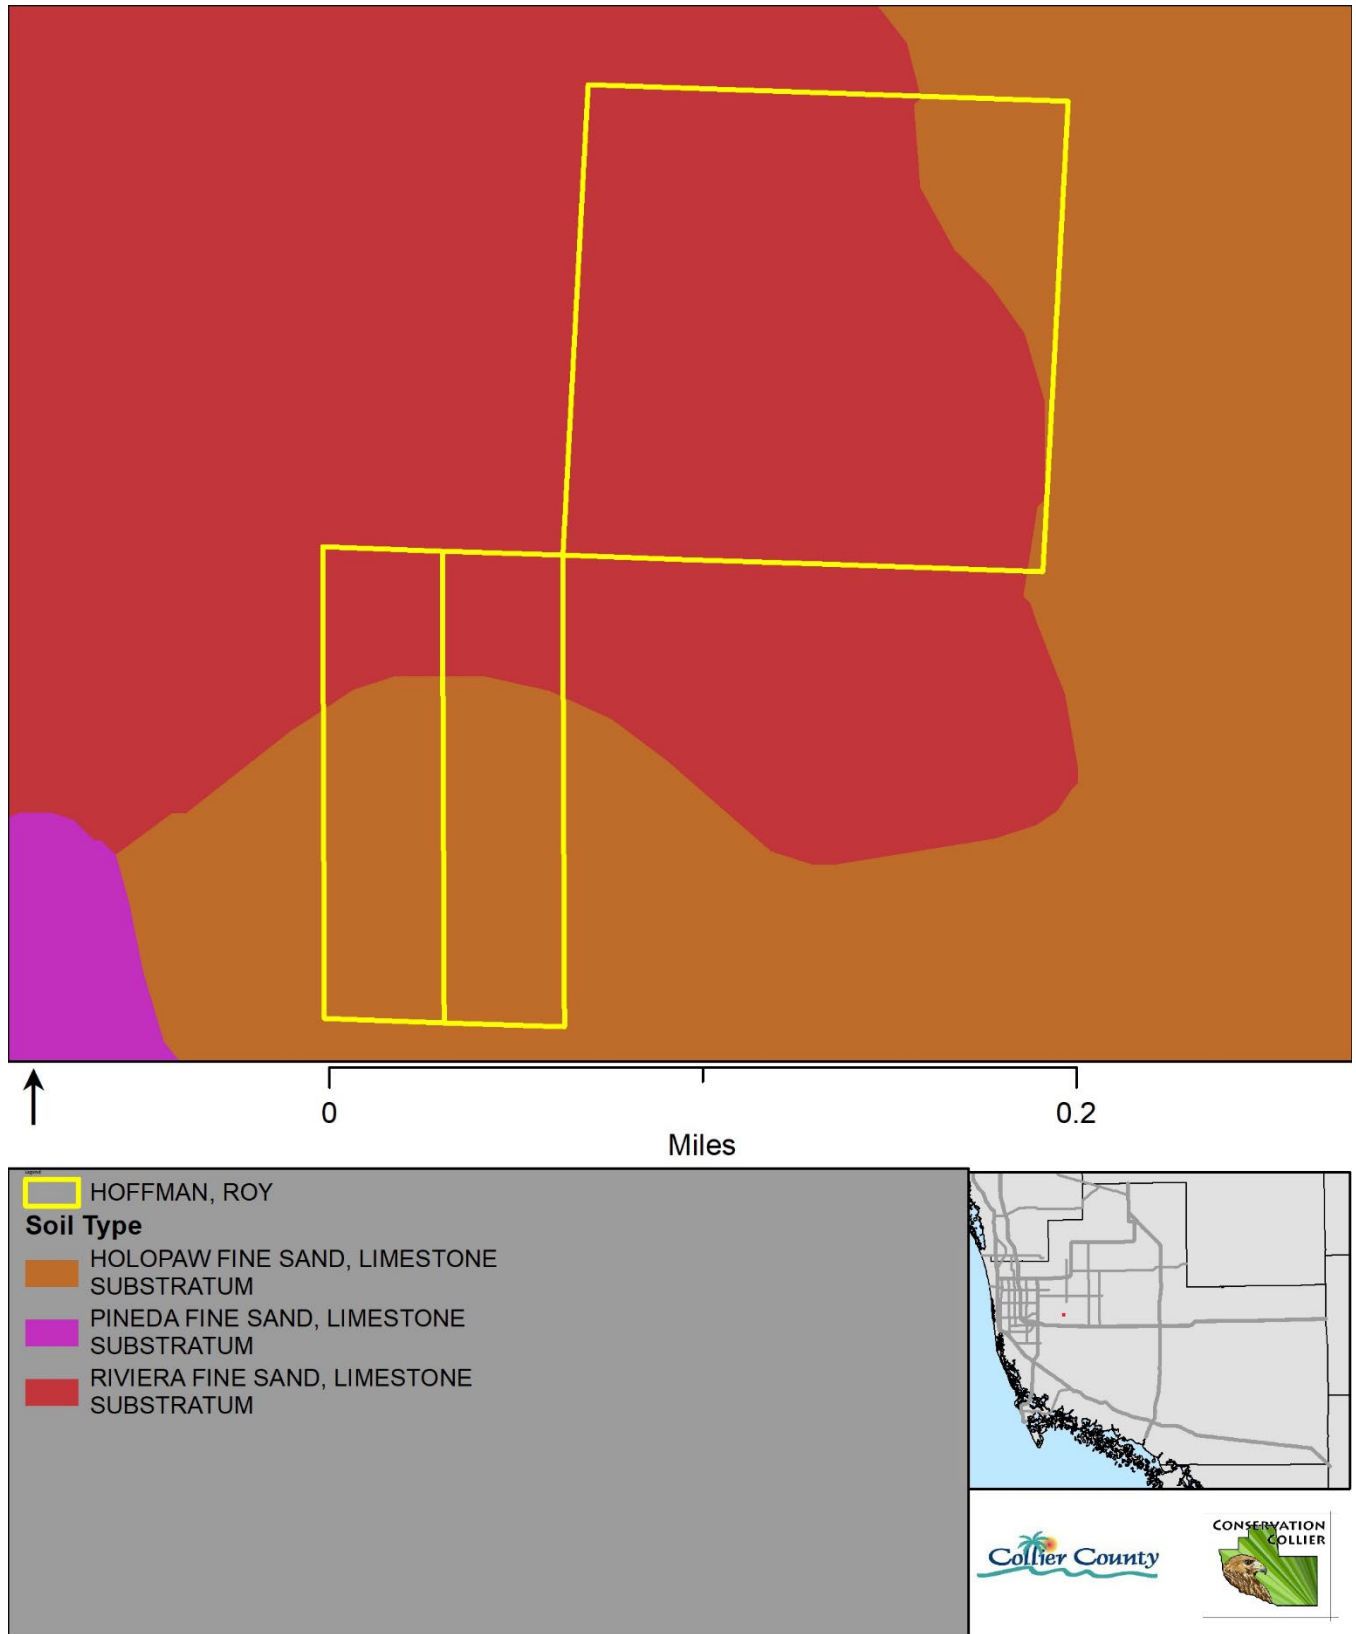 0
0.2
Miles
Legend
HOFFMAN, ROY
Soil Type
HOLOPAW FINE SAND, LIMESTONE
SUBSTRATUM
PINEDA FINE SAND, LIMESTONE
SUBSTRATUM
RIVIERA FINE SAND, LIMESTONE
SUBSTRATUM
Collier County
CONSERVATION
COLLIER